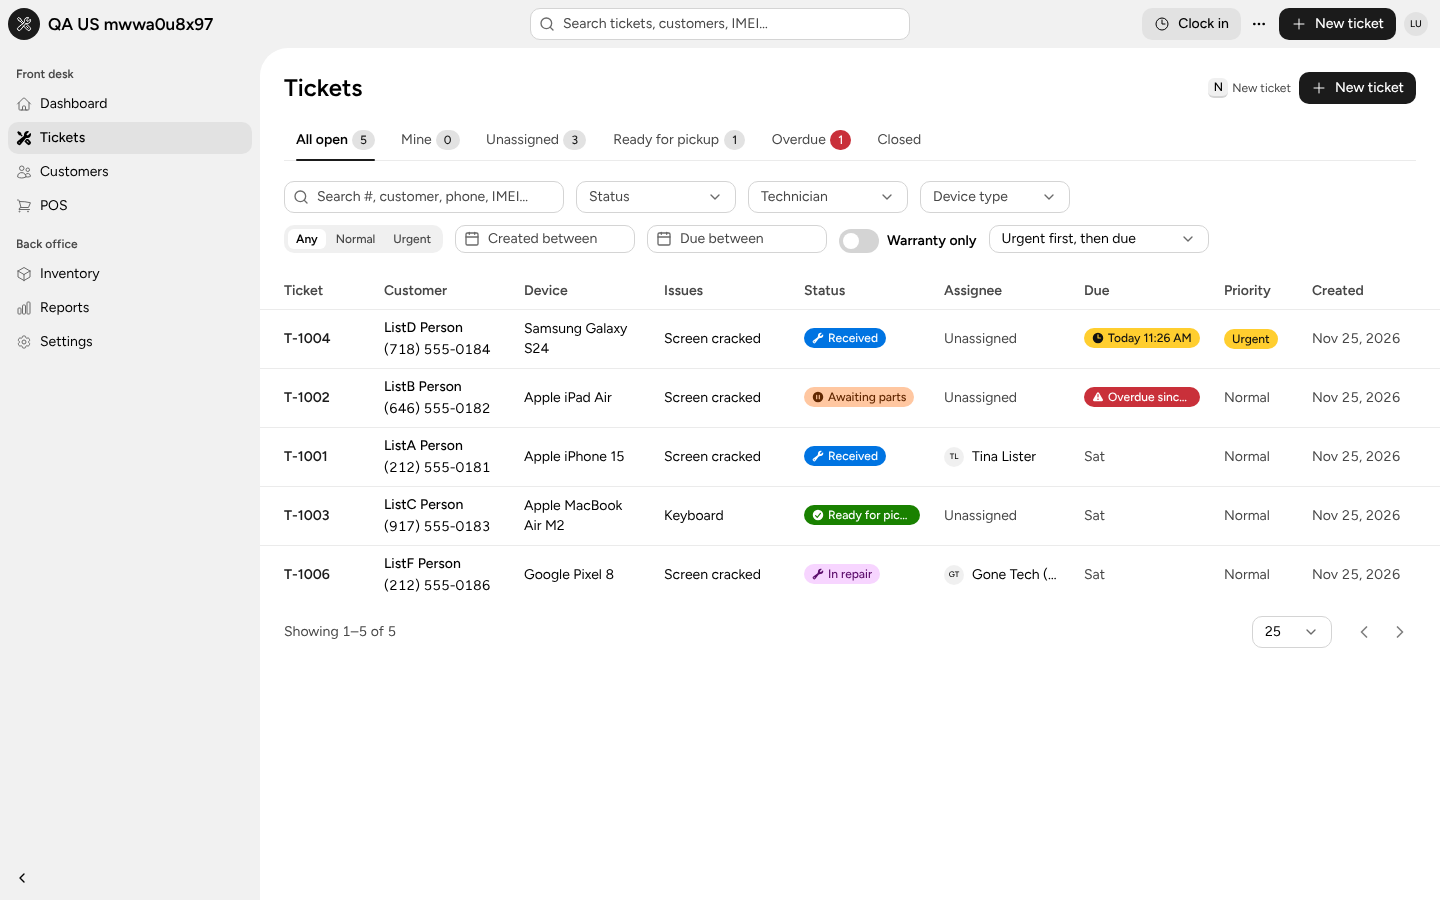 QA US mwwa0u8x97
Search tickets, customers, IMEI...
Clock in
New ticket
LU
Front desk
Dashboard
Tickets
Customers
POS
Back office
Inventory
Reports
Settings
Tickets
N New ticket
New ticket
All open 5 Mine 0 Unassigned 3 Ready for pickup 1 Overdue 1 Closed
Search #, customer, phone, IMEI... Status Technician Device type
Any Normal Urgent Created between Due between Warranty only Urgent first, then due
Ticket Customer Device Issues Status Assignee Due Priority Created
T-1004 ListD Person (718) 555-0184 Samsung Galaxy S24 Screen cracked Received Unassigned Today 11:26 AM Urgent Nov 25, 2026
T-1002 ListB Person (646) 555-0182 Apple iPad Air Screen cracked Awaiting parts Unassigned Overdue sinc... Normal Nov 25, 2026
T-1001 ListA Person (212) 555-0181 Apple iPhone 15 Screen cracked Received TL Tina Lister Sat Normal Nov 25, 2026
T-1003 ListC Person (917) 555-0183 Apple MacBook Air M2 Keyboard Ready for pic... Unassigned Sat Normal Nov 25, 2026
T-1006 ListF Person (212) 555-0186 Google Pixel 8 Screen cracked In repair GT Gone Tech (... Sat Normal Nov 25, 2026
Showing 1–5 of 5
25